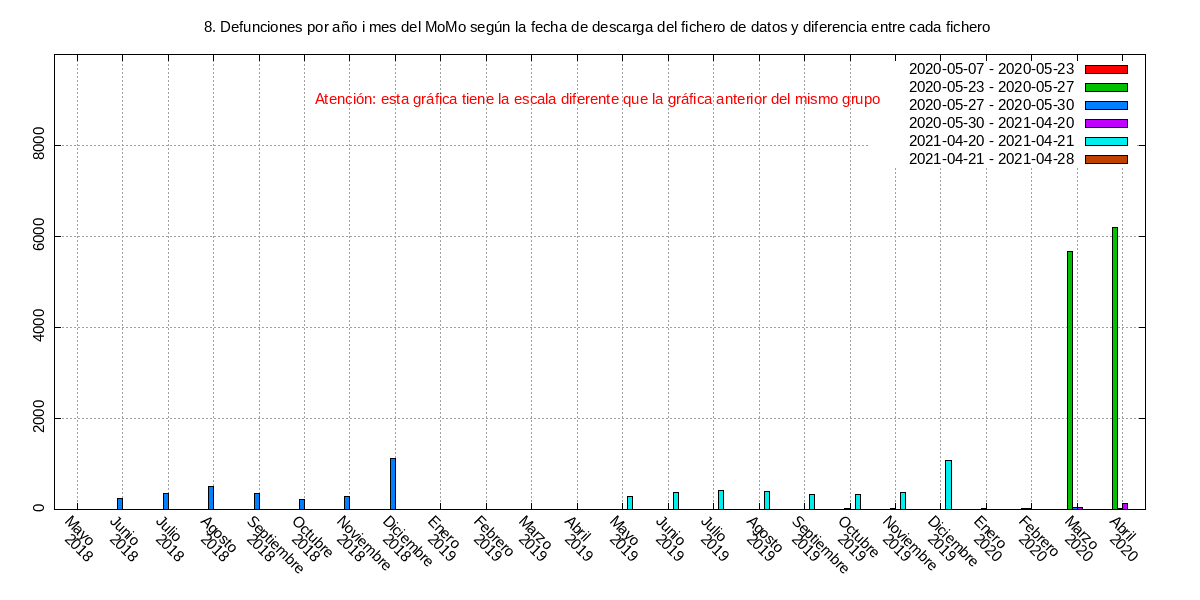 8. Defunciones por año i mes del MoMo según la fecha de descarga del fichero de datos y diferencia entre cada fichero
Atención: esta gráfica tiene la escala diferente que la gráfica anterior del mismo grupo
2020-05-07 - 2020-05-23
2020-05-23 - 2020-05-27
2020-05-27 - 2020-05-30
2020-05-30 - 2021-04-20
2021-04-20 - 2021-04-21
2021-04-21 - 2021-04-28
8000
6000
4000
2000
0
Mayo
2018
Junio
2018
Julio
2018
Agosto
2018
Septiembre
2018
Octubre
2018
Noviembre
2018
Diciembre
2018
Enero
2019
Febrero
2019
Marzo
2019
Abril
2019
Mayo
2019
Junio
2019
Julio
2019
Agosto
2019
Septiembre
2019
Octubre
2019
Noviembre
2019
Diciembre
2019
Enero
2020
Febrero
2020
Marzo
2020
Abril
2020